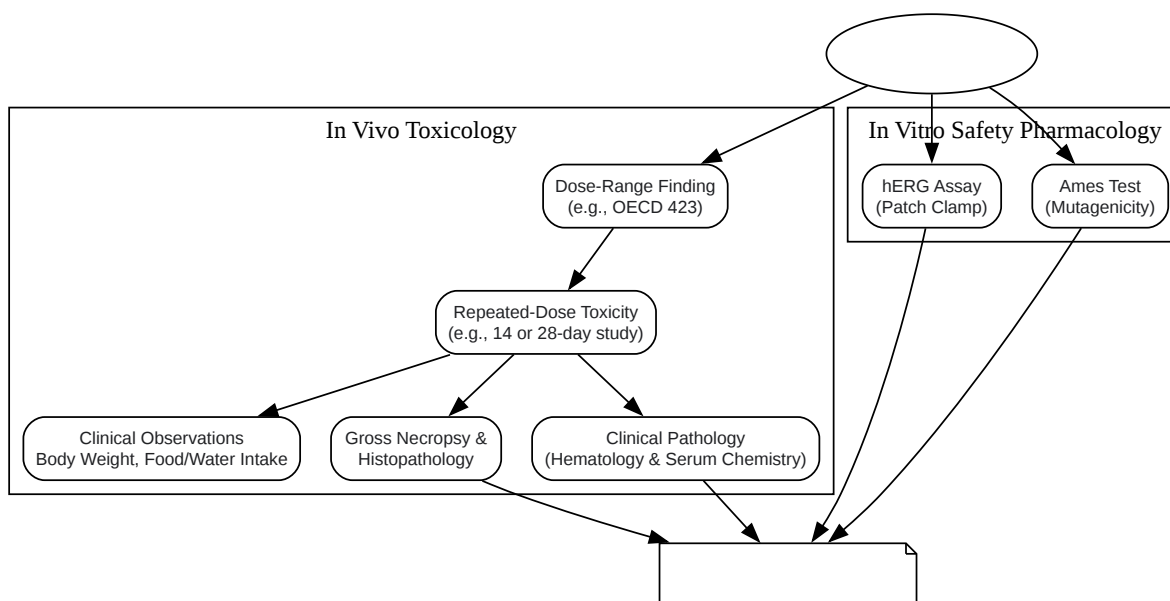 In Vivo Toxicology
In Vitro Safety Pharmacology
Dose-Range Finding
(e.g., OECD 423)
hERG Assay
(Patch Clamp)
Ames Test
(Mutagenicity)
Repeated-Dose Toxicity
(e.g., 14 or 28-day study)
Clinical Observations
Body Weight, Food/Water Intake
Gross Necropsy &
Histopathology
Clinical Pathology
(Hematology & Serum Chemistry)